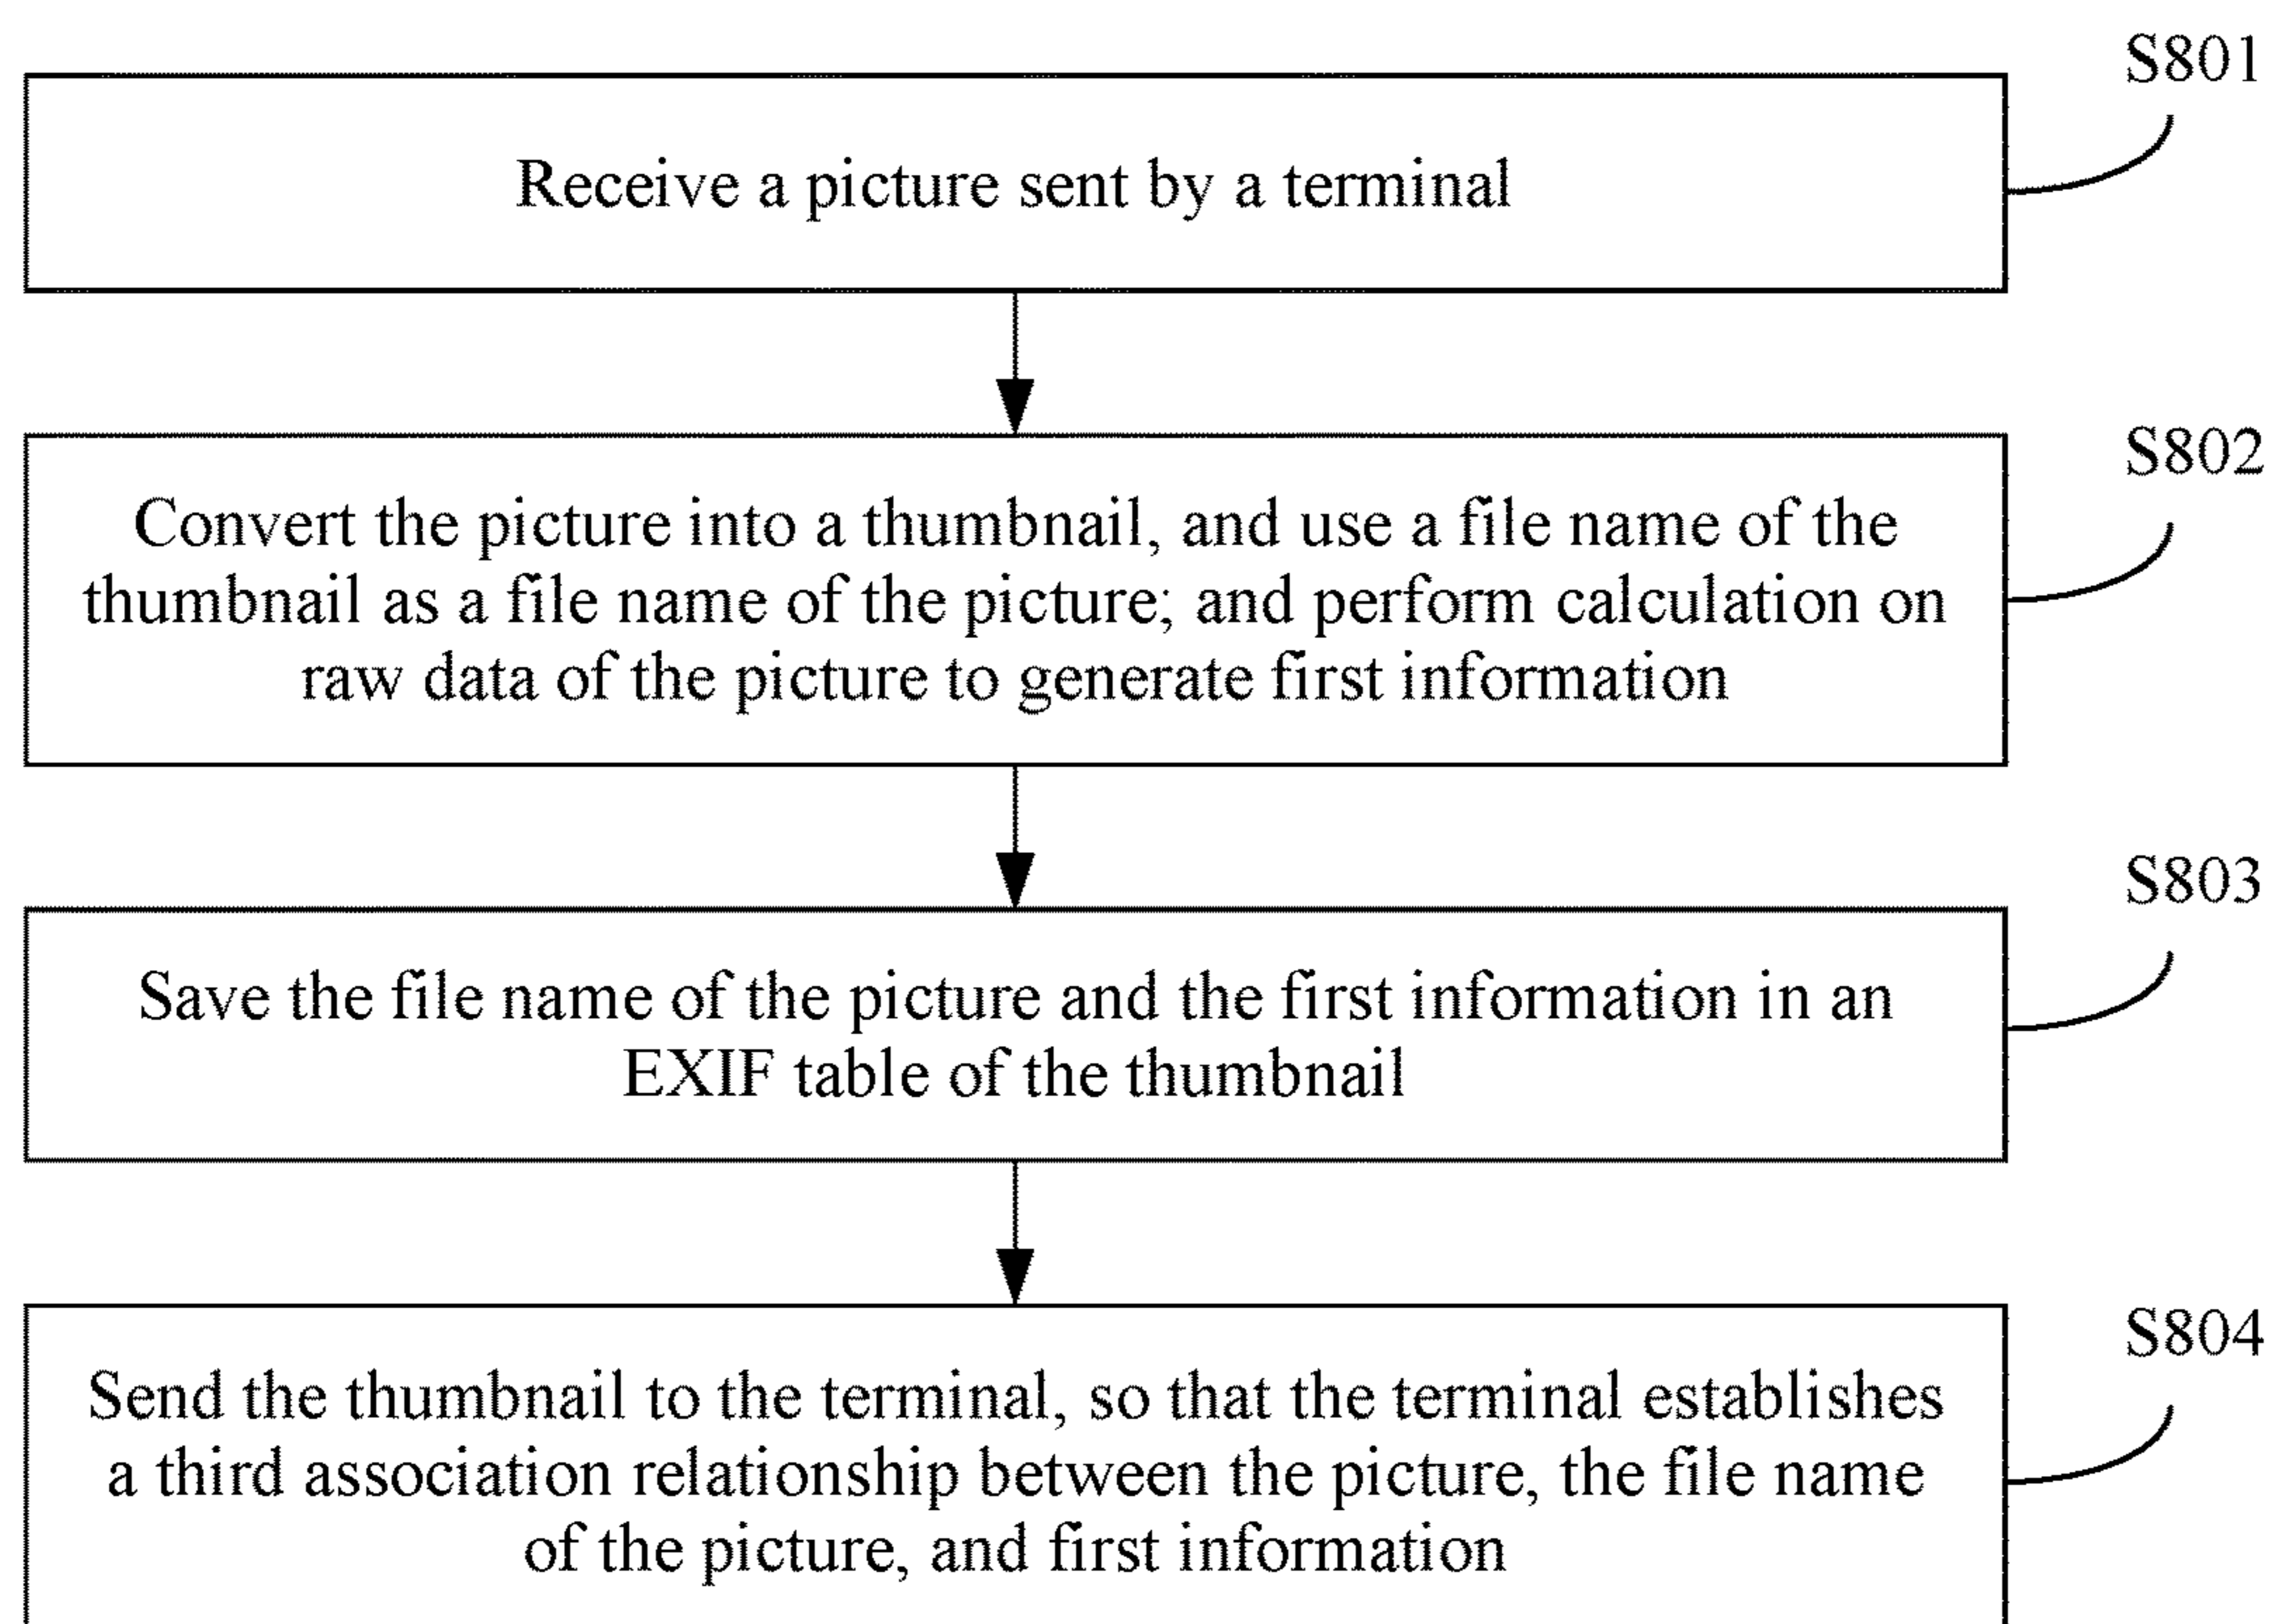 S801
Receive a picture sent by a terminal
S802
Convert the picture into a thumbnail, and use a file name of the
thumbnail as a file name of the picture; and perform calculation on
raw data of the picture to generate first information
S803
Save the file name of the picture and the first information in an
EXIF table of the thumbnail
S804
Send the thumbnail to the terminal, so that the terminal establishes
a third association relationship between the picture, the file name
of the picture, and first information